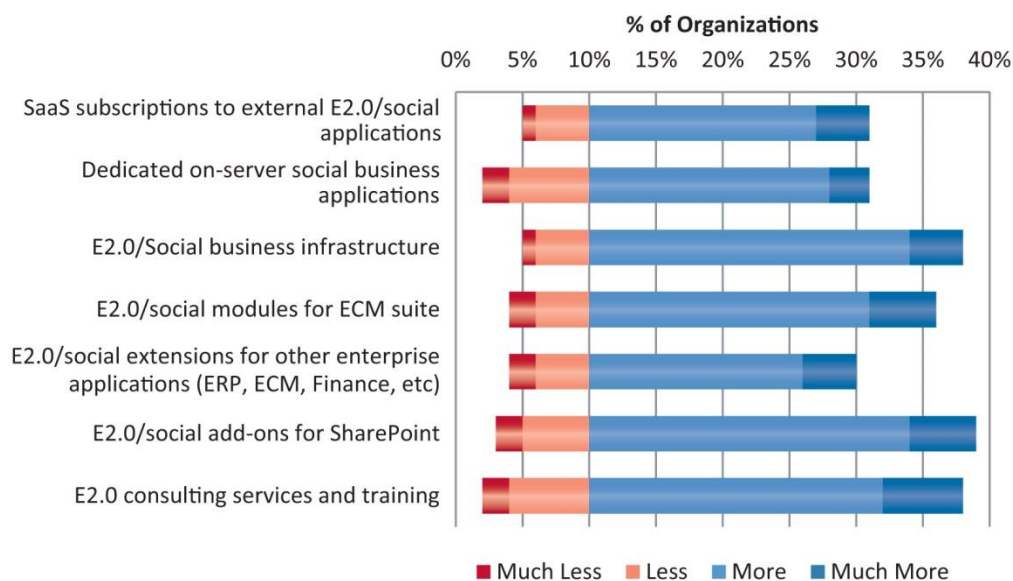 % of Organizations
0% 5% 10% 15% 20% 25% 30% 35% 40%
SaaS subscriptions to external E2.0/social
applications
Dedicated on-server social business
applications
E2.0/Social business infrastructure
E2.0/social modules for ECM suite
E2.0/social extensions for other enterprise
applications (ERP, ECM, Finance, etc)
E2.0/social add-ons for SharePoint
E2.0 consulting services and training
Much Less Less More Much More